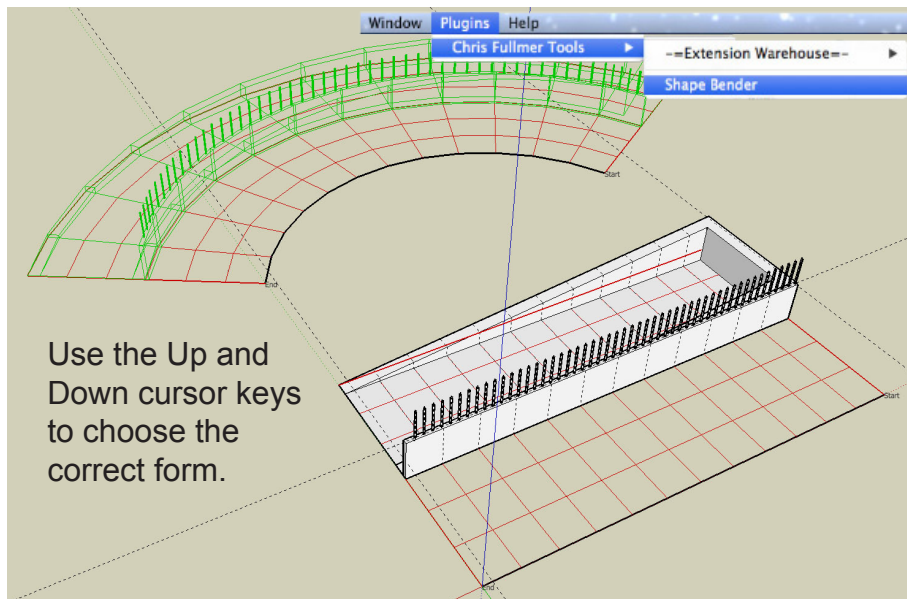 Window Plugins Help
Chris Fullmer Tools
-=Extension Warehouse=-
Shape Bender
Start
End
Use the Up and
Down cursor keys
to choose the
correct form.
Start
End